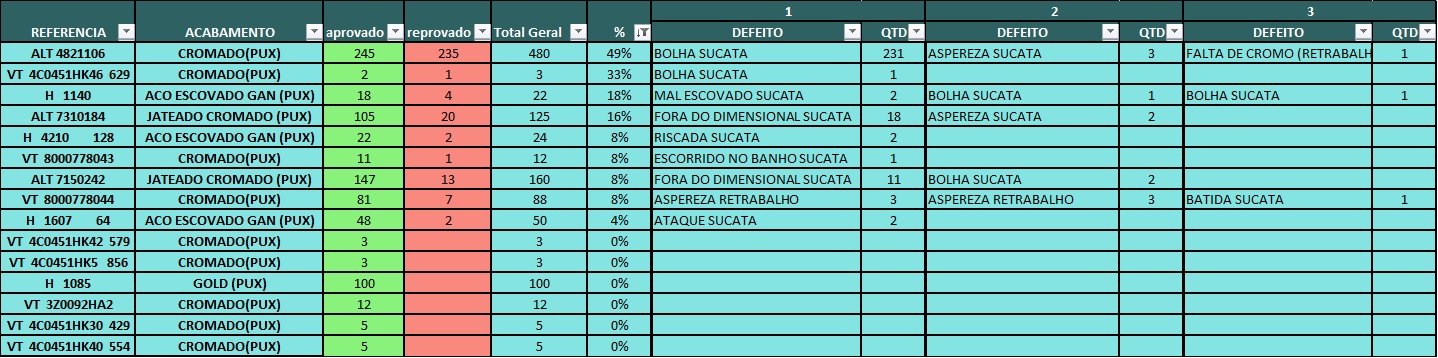 1 2 3
REFERENCIA ACABAMENTO aprovado reprovado Total Geral % DEFEITO QTD DEFEITO QTD DEFEITO QTD
ALT 4821106 CROMADO(PUX) 245 235 480 49% BOLHA SUCATA 231 ASPEREZA SUCATA 3 FALTA DE CROMO (RETRABALH 1
VT 4C0451HK46 629 CROMADO(PUX) 2 1 3 33% BOLHA SUCATA 1
H 1140 ACO ESCOVADO GAN (PUX) 18 4 22 18% MAL ESCOVADO SUCATA 2 BOLHA SUCATA 1 BOLHA SUCATA 1
ALT 7310184 JATEADO CROMADO (PUX) 105 20 125 16% FORA DO DIMENSIONAL SUCATA 18 ASPEREZA SUCATA 2
H 4210 128 ACO ESCOVADO GAN (PUX) 22 2 24 8% RISCADA SUCATA 2
VT 8000778043 CROMADO(PUX) 11 1 12 8% ESCORRIDO NO BANHO SUCATA 1
ALT 7150242 JATEADO CROMADO (PUX) 147 13 160 8% FORA DO DIMENSIONAL SUCATA 11 BOLHA SUCATA 2
VT 8000778044 CROMADO(PUX) 81 7 88 8% ASPEREZA RETRABALHO 3 ASPEREZA RETRABALHO 3 BATIDA SUCATA 1
H 1607 64 ACO ESCOVADO GAN (PUX) 48 2 50 4% ATAQUE SUCATA 2
VT 4C0451HK42 579 CROMADO(PUX) 3 3 0%
VT 4C0451HK5 856 CROMADO(PUX) 3 3 0%
H 1085 GOLD (PUX) 100 100 0%
VT 3Z0092HA2 CROMADO(PUX) 12 12 0%
VT 4C0451HK30 429 CROMADO(PUX) 5 5 0%
VT 4C0451HK40 554 CROMADO(PUX) 5 5 0%